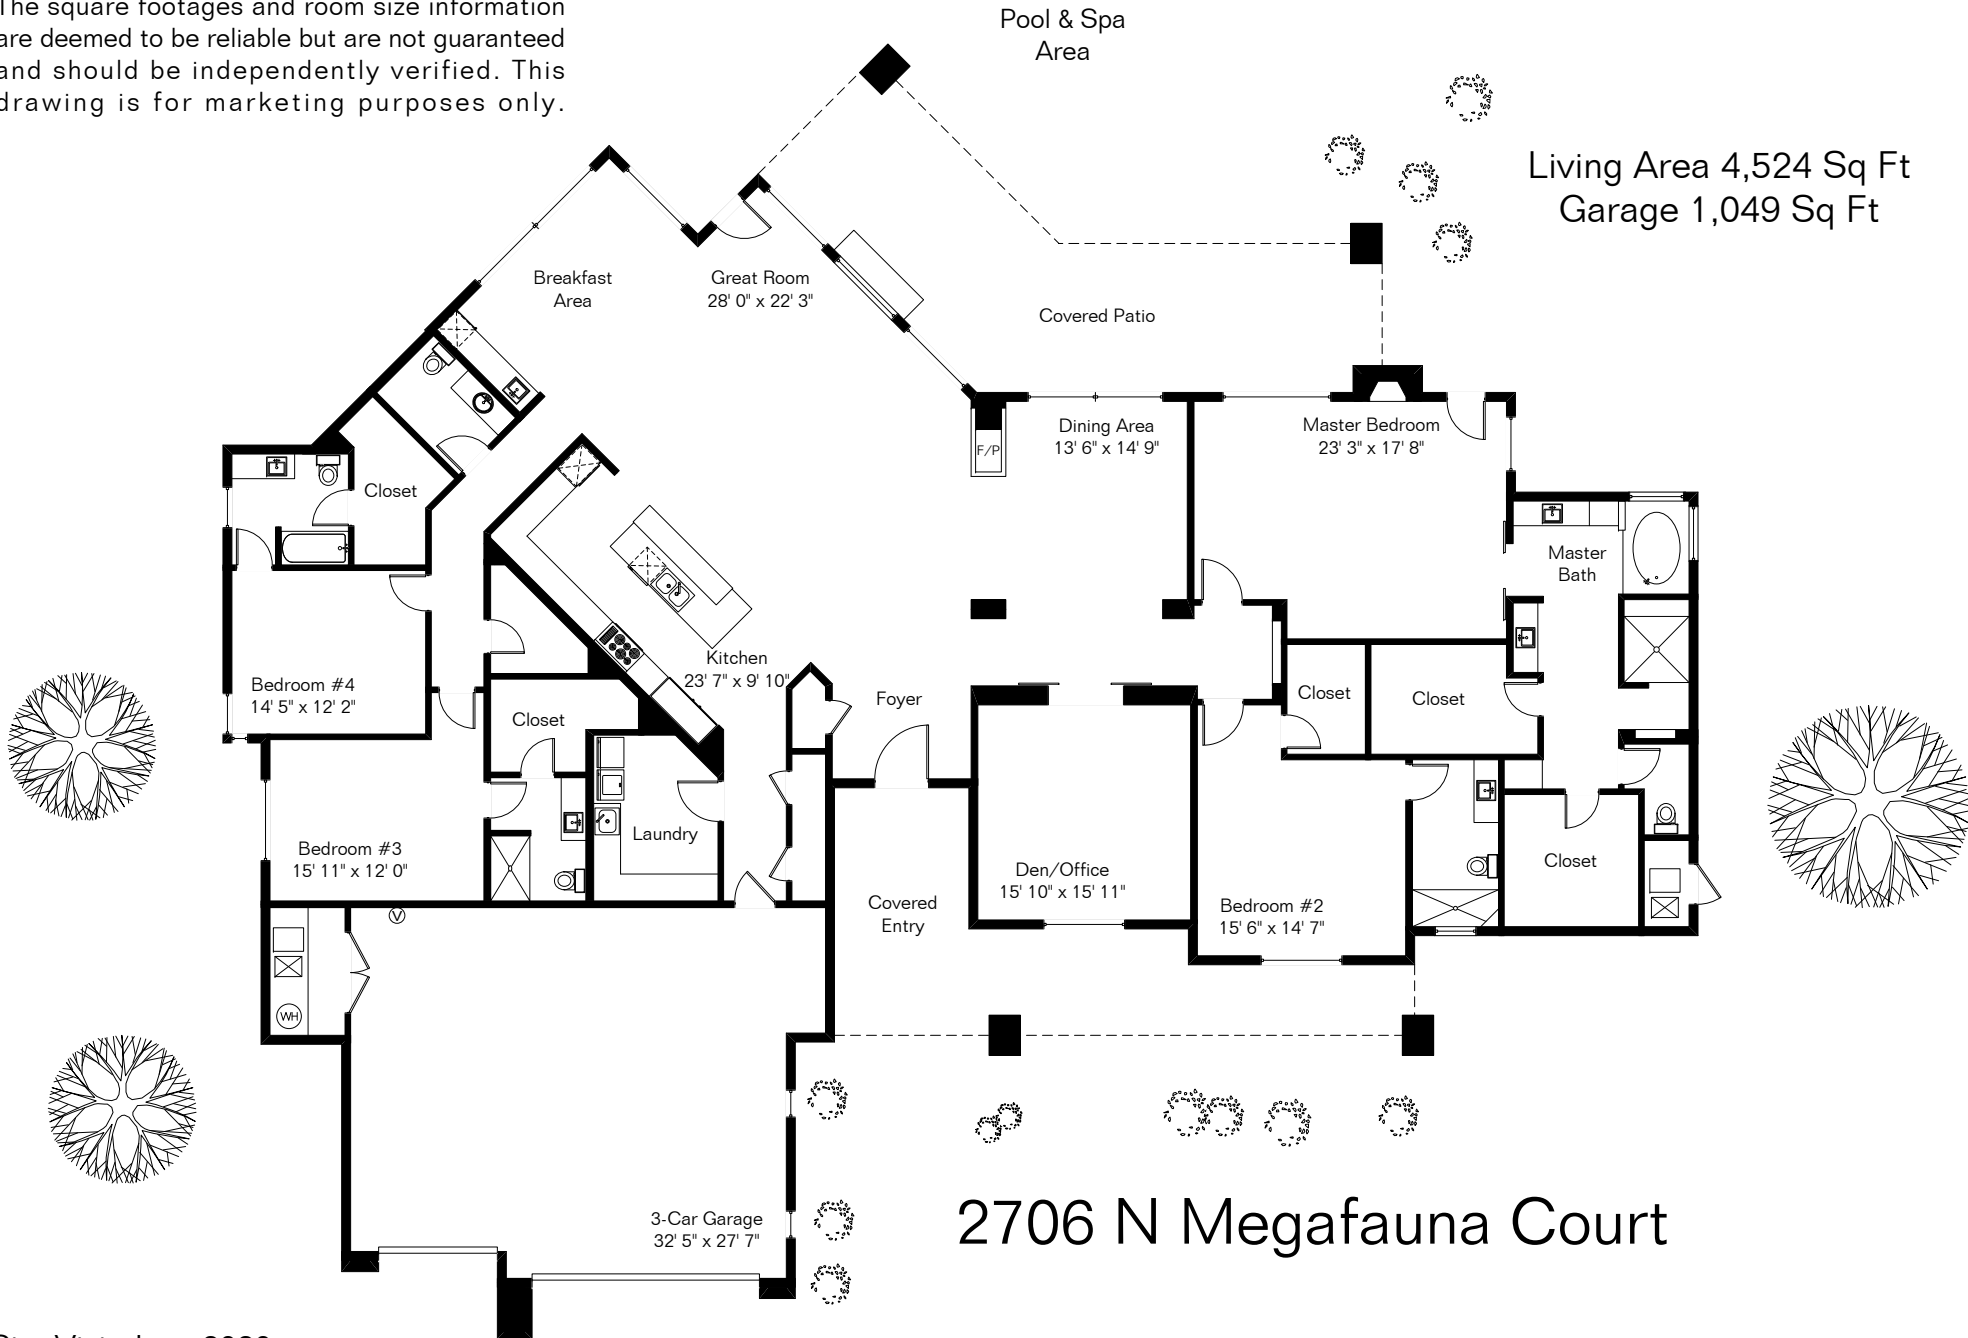 The square footages and room size information
are deemed to be reliable but are not guaranteed
and should be independently verified. This
drawing is for marketing purposes only.
Pool & Spa
Area
Living Area 4,524 Sq Ft
Garage 1,049 Sq Ft
Breakfast
Area
Great Room
28' 0" x 22' 3"
Covered Patio
Dining Area
13' 6" x 14' 9"
F/P
Master Bedroom
23' 3" x 17' 8"
Closet
Master
Bath
Kitchen
23' 7" x 9' 10"
Bedroom #4
14' 5" x 12' 2"
Closet
Foyer
Closet
Closet
Laundry
Bedroom #3
15' 11" x 12' 0"
Den/Office
15' 10" x 15' 11"
Closet
Covered
Entry
Bedroom #2
15' 6" x 14' 7"
V
WH
3-Car Garage
32' 5" x 27' 7"
2706 N Megafauna Court